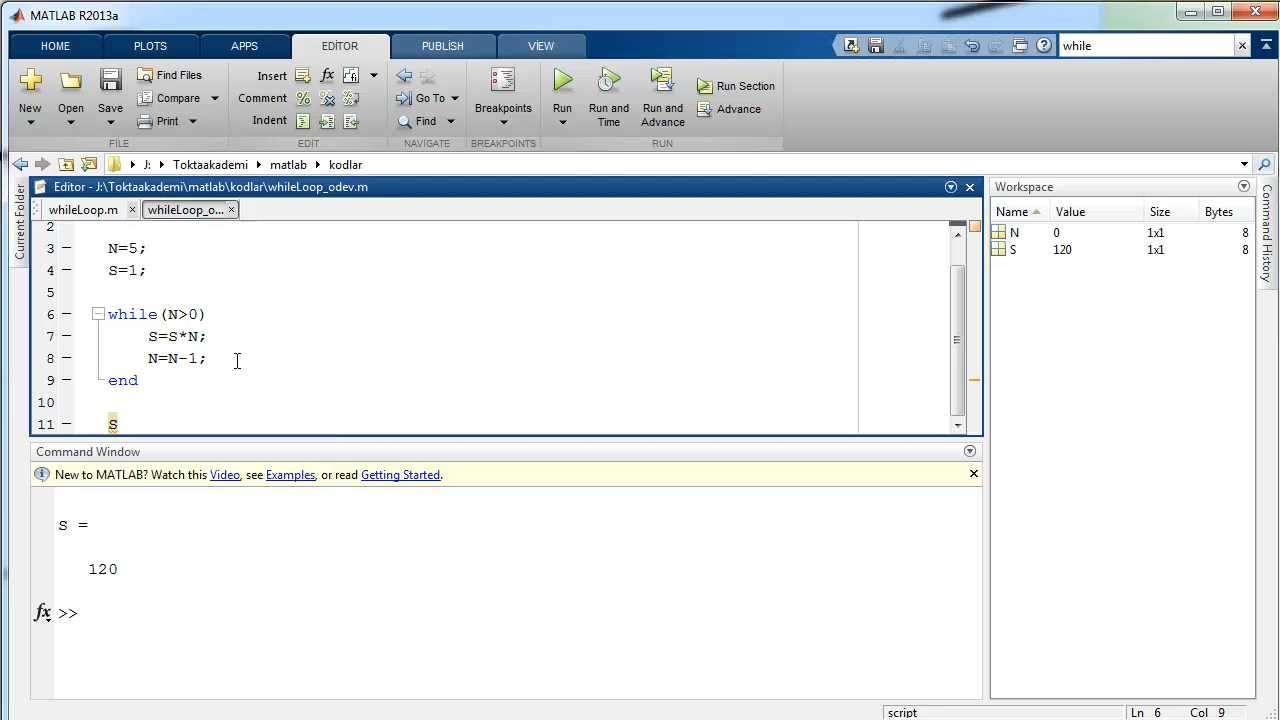 MATLAB R2013a
HOME PLOTS APPS EDITOR PUBLISH VIEW while
New Open Save Find Files Compare Print
Insert fx Comment Indent
Go To Find
Breakpoints
Run Run and Time Run and Advance Run Section Advance
FILE EDIT NAVIGATE BREAKPOINTS RUN
J: Toktaakademi matlab kodlar
Current Folder
Editor - J:\Toktaakademi\matlab\kodlar\whileLoop_odev.m
whileLoop.m whileLoop_o...
2
3 – N=5;
4 – S=1;
5
6 – while(N>0)
7 – S=S*N;
8 – N=N-1;
9 – end
10
11 – S
Command Window
New to MATLAB? Watch this Video, see Examples, or read Getting Started.
S =
120
fx >>
Workspace
Name Value Size Bytes
N 0 1x1 8
S 120 1x1 8
Command History
script Ln 6 Col 9